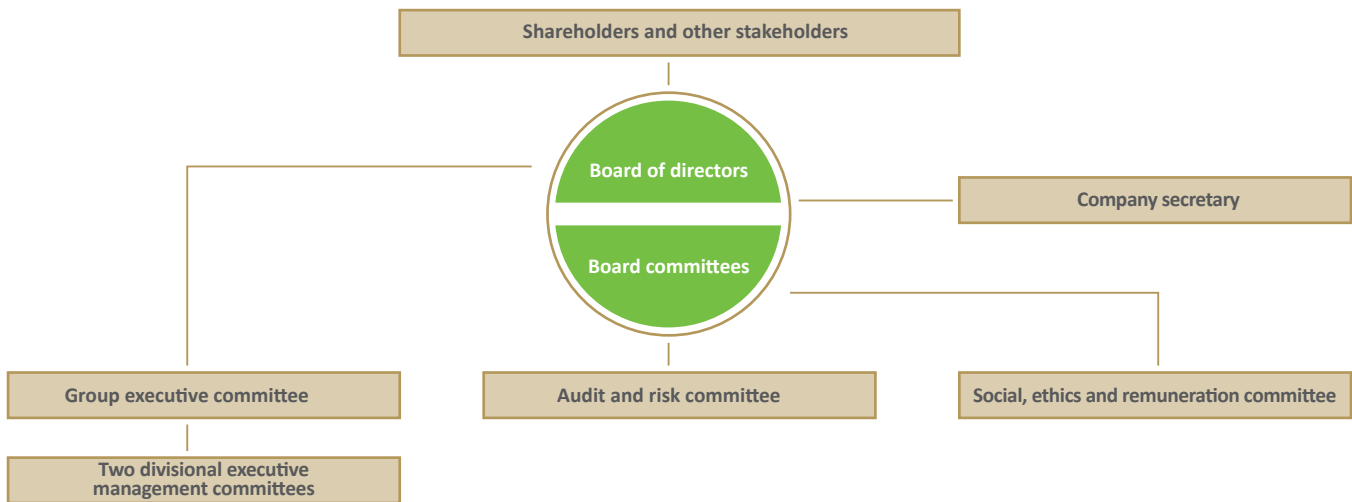 Shareholders and other stakeholders
Board of directors
Company secretary
Board committees
Group executive committee
Audit and risk committee
Social, ethics and remuneration committee
Two divisional executive
management committees